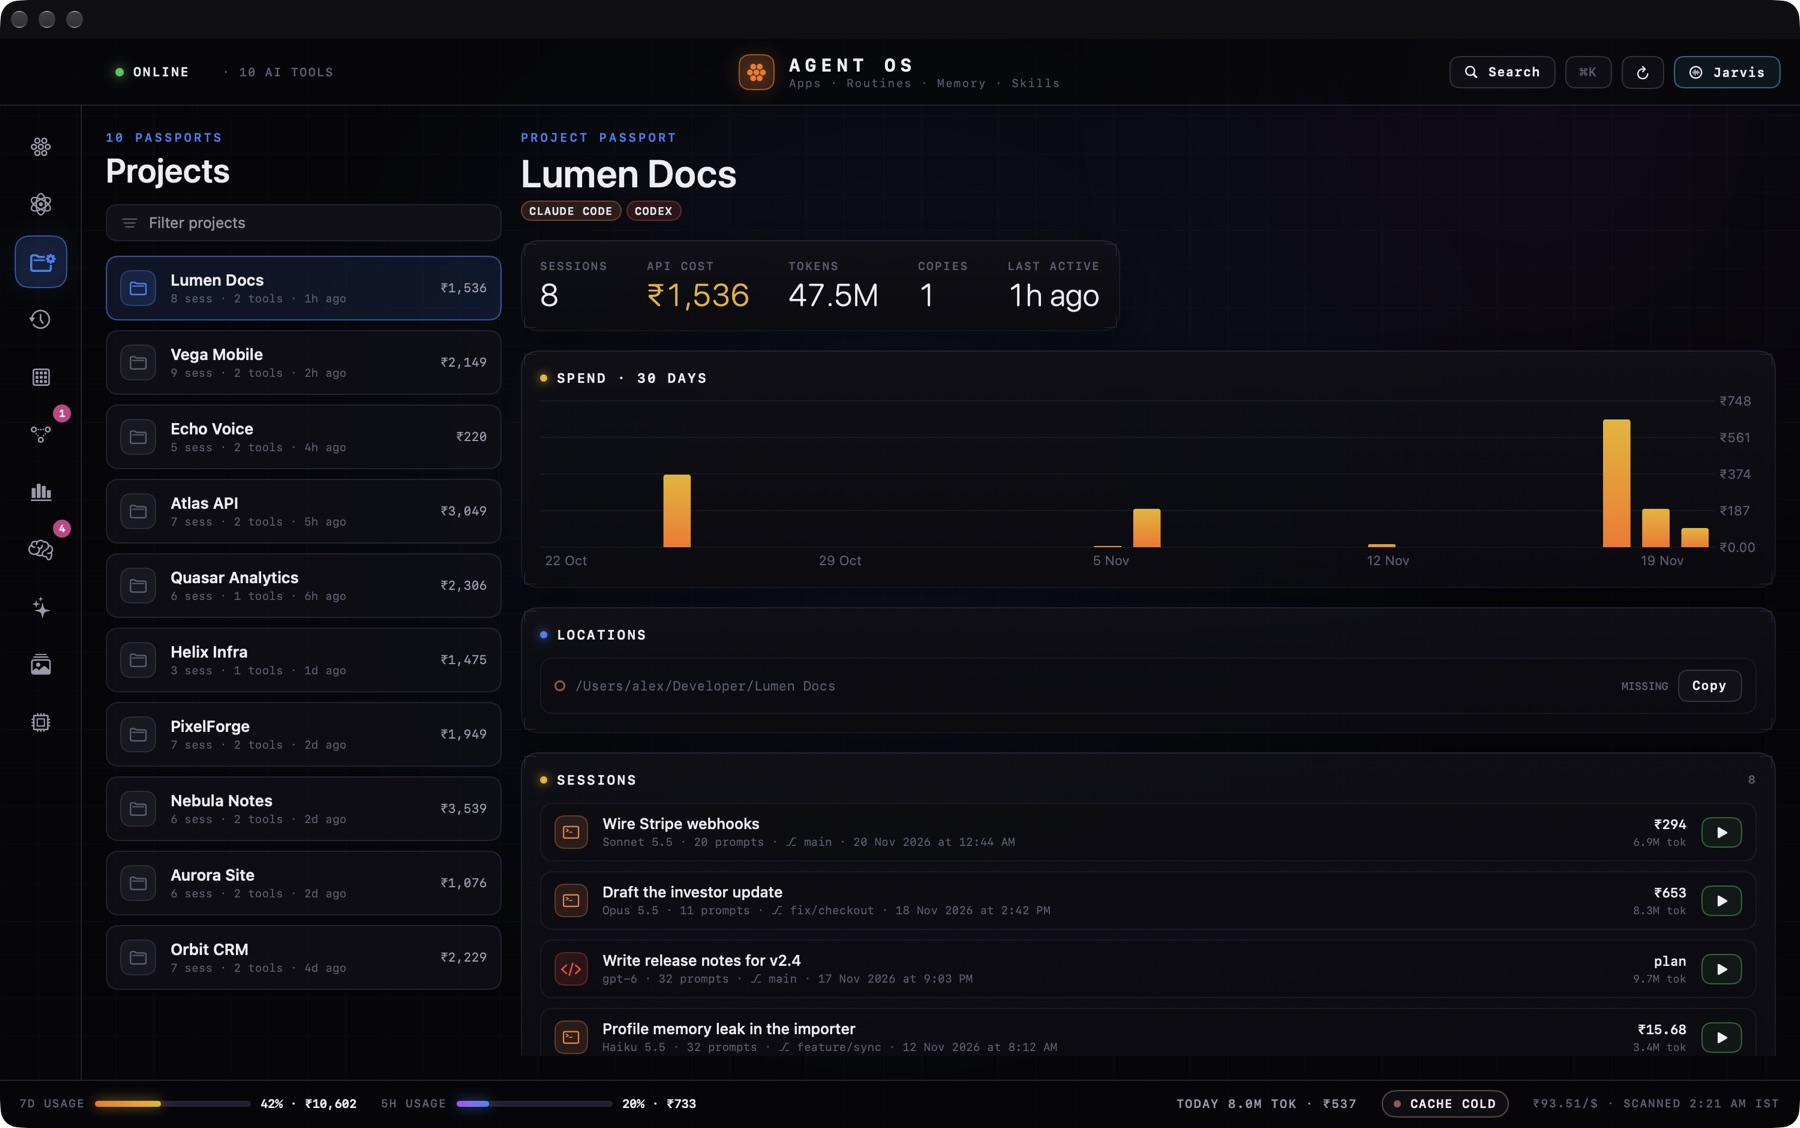 ONLINE · 10 AI TOOLS
AGENT OS
Apps · Routines · Memory · Skills
Search
⌘K
Jarvis
1
4
10 PASSPORTS
Projects
Filter projects
Lumen Docs
8 sess · 2 tools · 1h ago
₹1,536
Vega Mobile
9 sess · 2 tools · 2h ago
₹2,149
Echo Voice
5 sess · 2 tools · 4h ago
₹220
Atlas API
7 sess · 2 tools · 5h ago
₹3,049
Quasar Analytics
6 sess · 1 tools · 6h ago
₹2,306
Helix Infra
3 sess · 1 tools · 1d ago
₹1,475
PixelForge
7 sess · 2 tools · 2d ago
₹1,949
Nebula Notes
6 sess · 2 tools · 2d ago
₹3,539
Aurora Site
6 sess · 2 tools · 2d ago
₹1,076
Orbit CRM
7 sess · 2 tools · 4d ago
₹2,229
PROJECT PASSPORT
Lumen Docs
CLAUDE CODE
CODEX
SESSIONS
8
API COST
₹1,536
TOKENS
47.5M
COPIES
1
LAST ACTIVE
1h ago
SPEND · 30 DAYS
₹748
₹561
₹374
₹187
₹0.00
22 Oct
29 Oct
5 Nov
12 Nov
19 Nov
LOCATIONS
/Users/alex/Developer/Lumen Docs
MISSING
Copy
SESSIONS
8
Wire Stripe webhooks
Sonnet 5.5 · 20 prompts · ⎇ main · 20 Nov 2026 at 12:44 AM
₹294
6.9M tok
Draft the investor update
Opus 5.5 · 11 prompts · ⎇ fix/checkout · 18 Nov 2026 at 2:42 PM
₹653
8.3M tok
Write release notes for v2.4
gpt-6 · 32 prompts · ⎇ main · 17 Nov 2026 at 9:03 PM
plan
9.7M tok
Profile memory leak in the importer
Haiku 5.5 · 32 prompts · ⎇ feature/sync · 12 Nov 2026 at 8:12 AM
₹15.68
3.4M tok
7D USAGE
42% · ₹10,602
5H USAGE
20% · ₹733
TODAY 8.0M TOK · ₹537
CACHE COLD
₹93.51/$ · SCANNED 2:21 AM IST